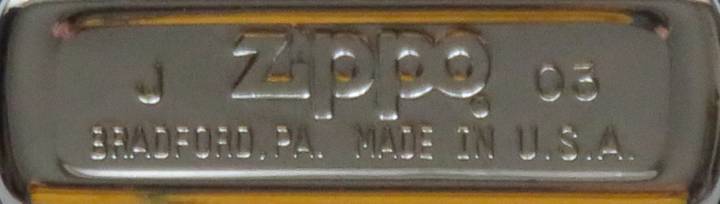 J Zippo 03
BRADFORD, PA. MADE IN U.S.A.